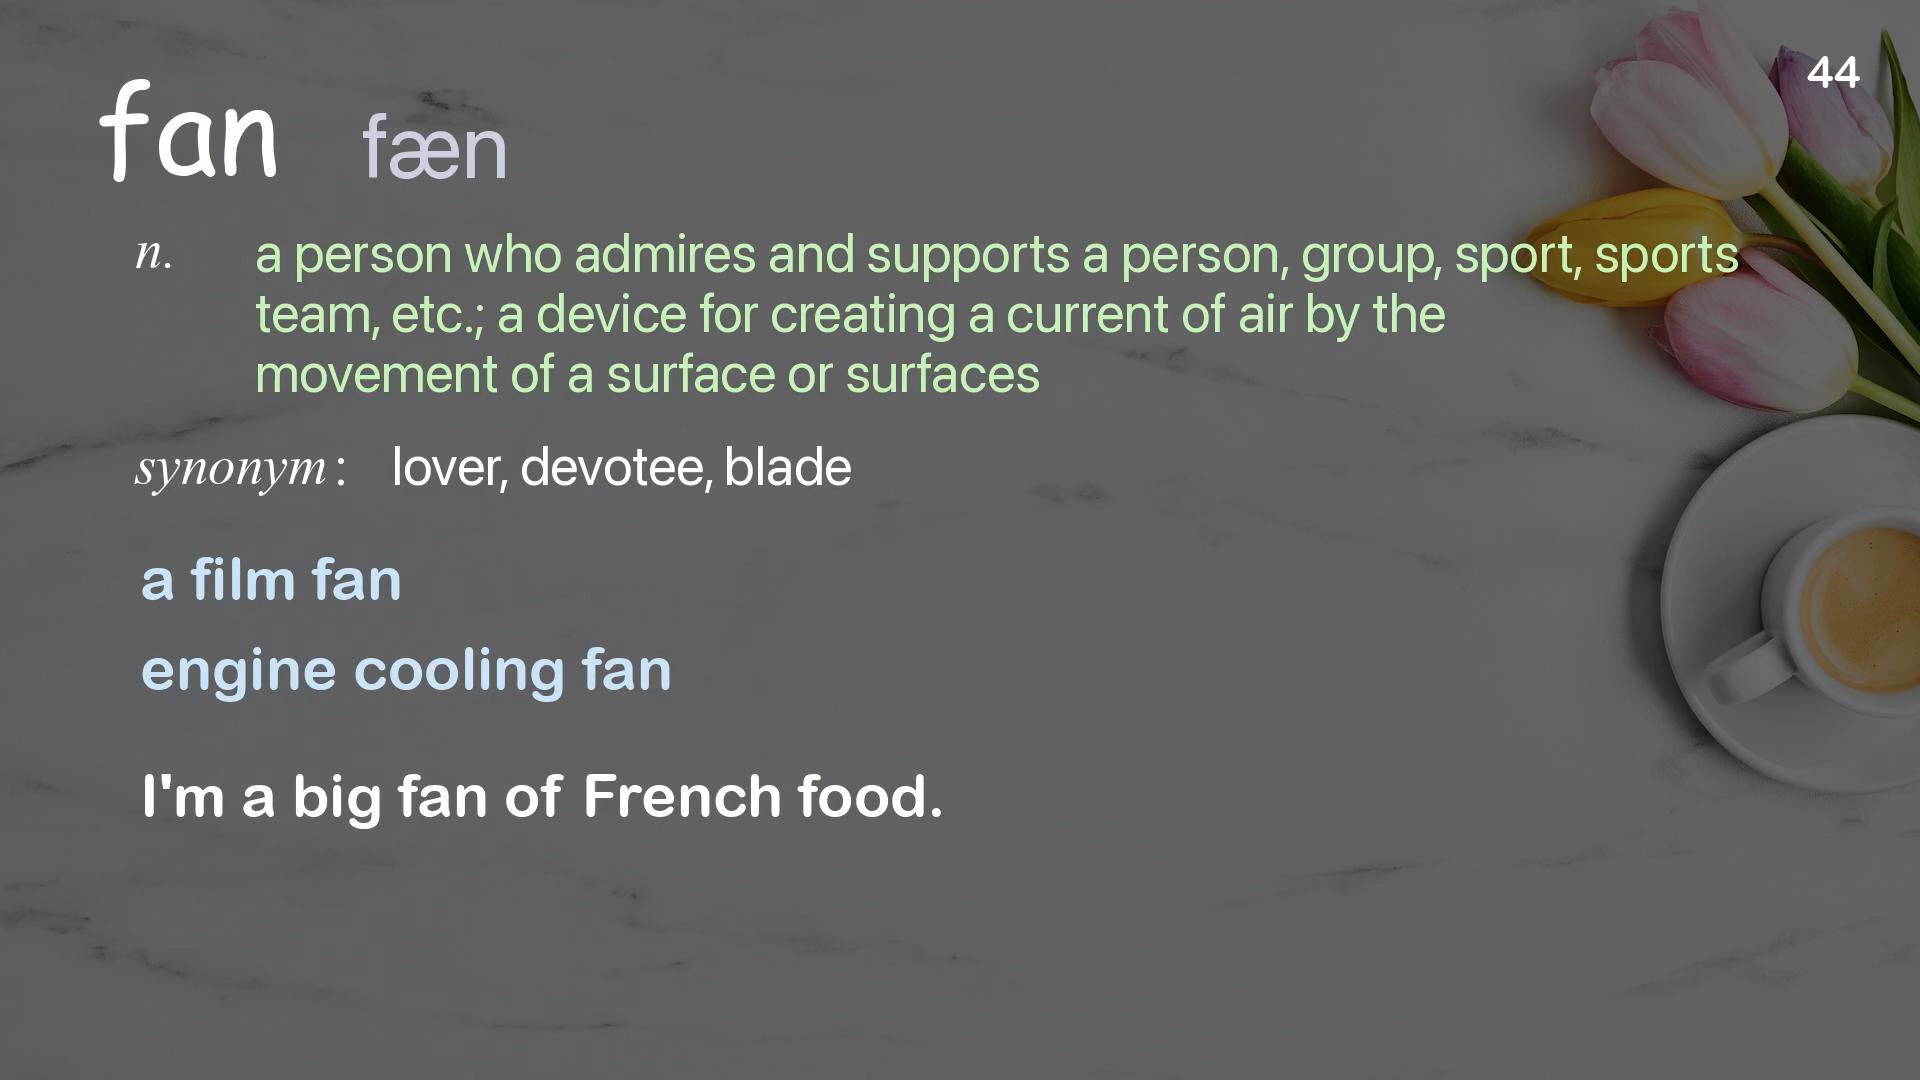 44
fan fæn
n. a person who admires and supports a person, group, sport, sports
team, etc.; a device for creating a current of air by the
movement of a surface or surfaces
synonym: lover, devotee, blade
a film fan
engine cooling fan
I'm a big fan of French food.